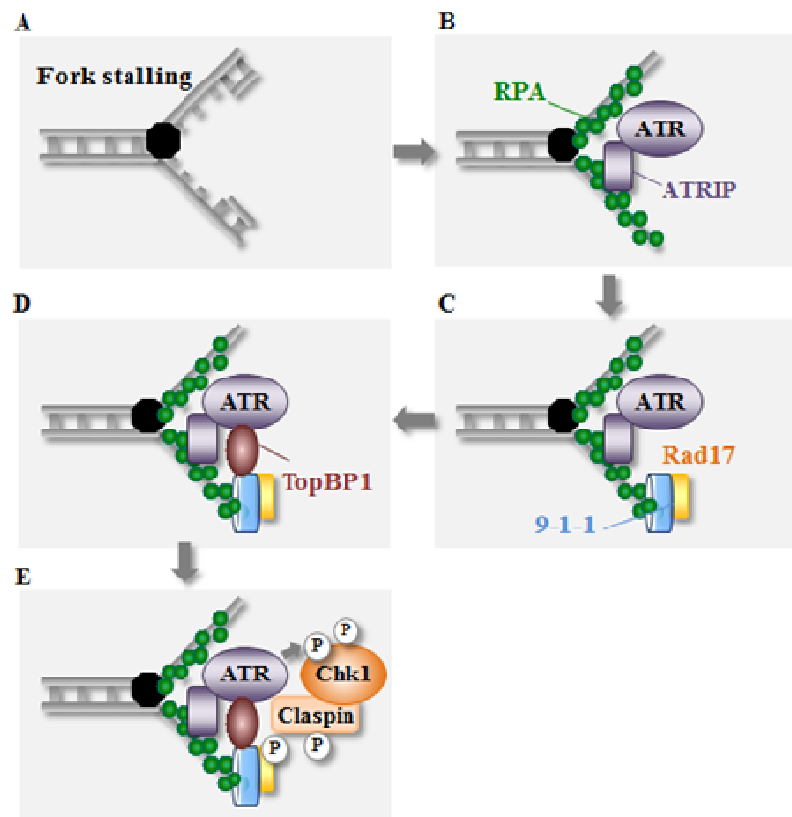 A
Fork stalling
B
RPA
ATR
ATRIP
D
ATR
TopBP1
C
ATR
Rad17
9-1-1
E
P
P
ATR
Chk1
Claspin
P
P